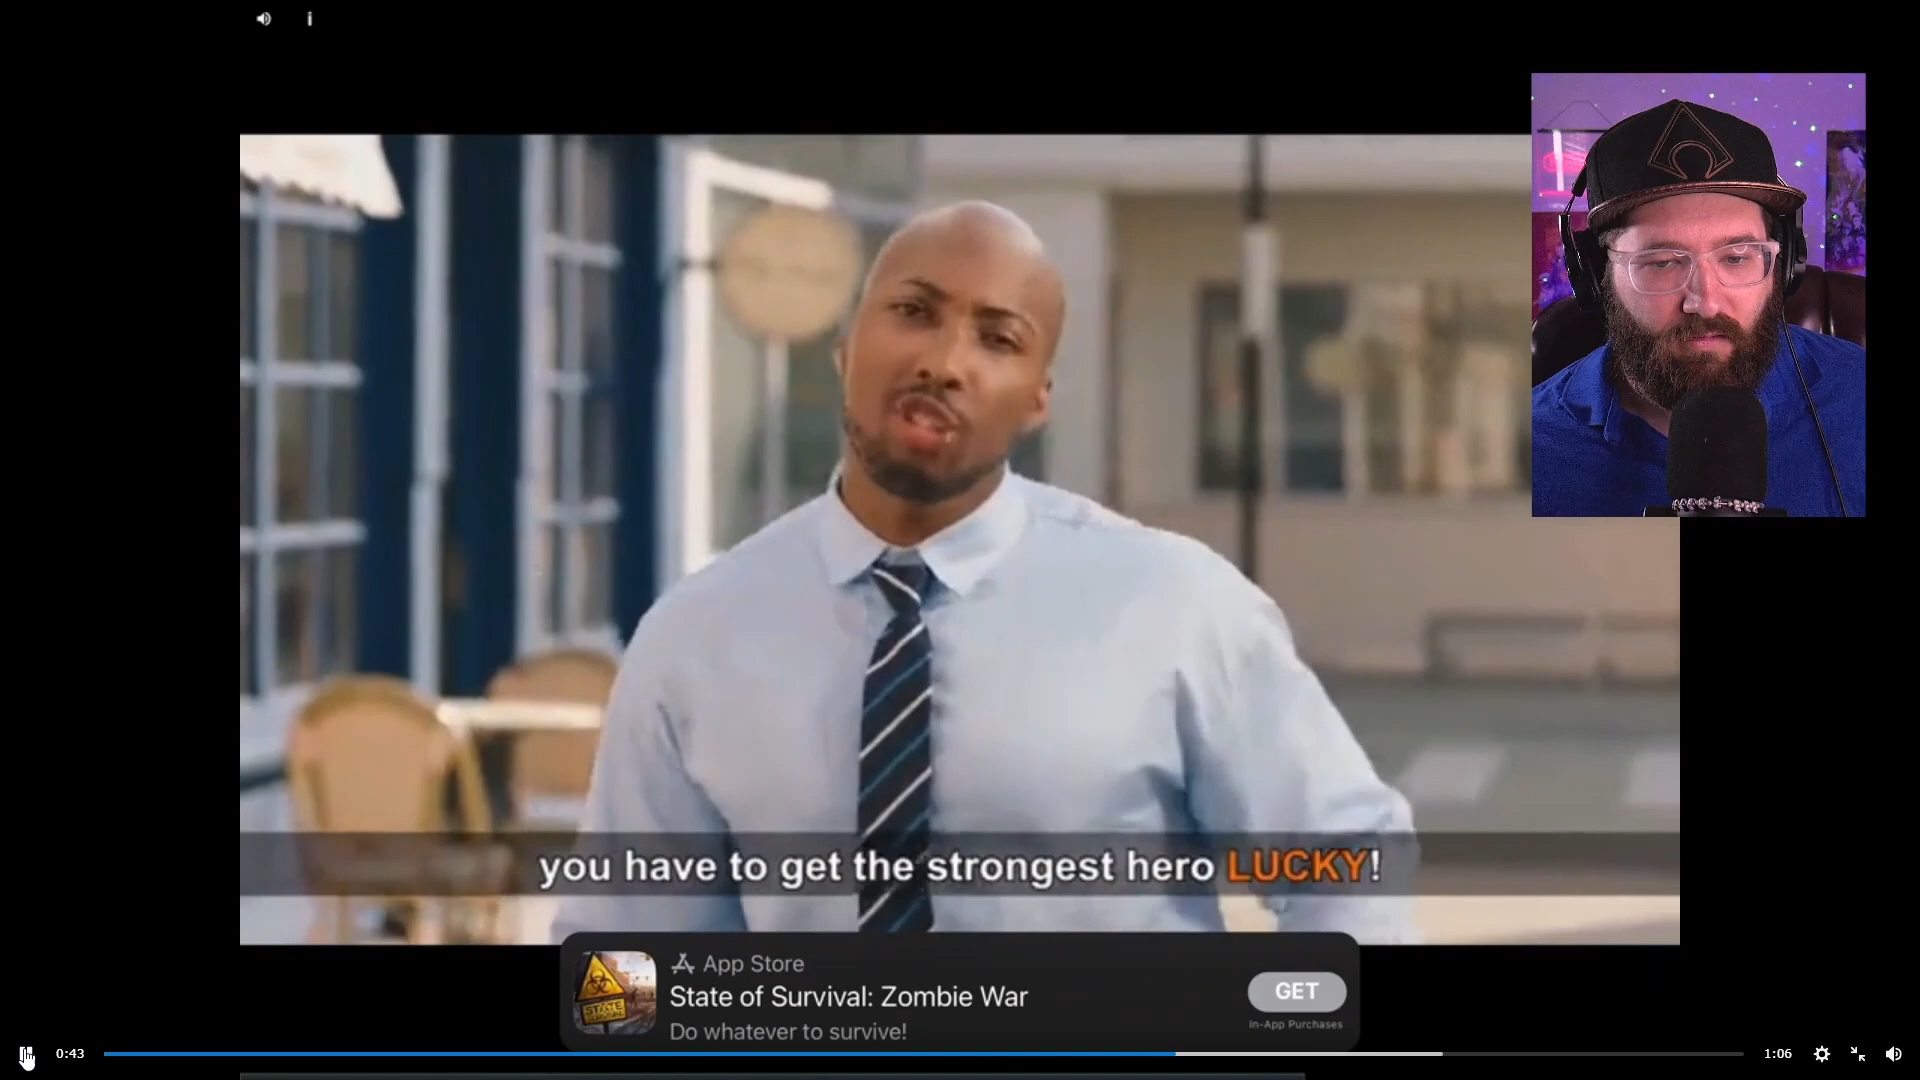 you have to get the strongest hero LUCKY!
App Store
State of Survival: Zombie War
Do whatever to survive!
GET
In-App Purchases
STATE
0:43
1:06